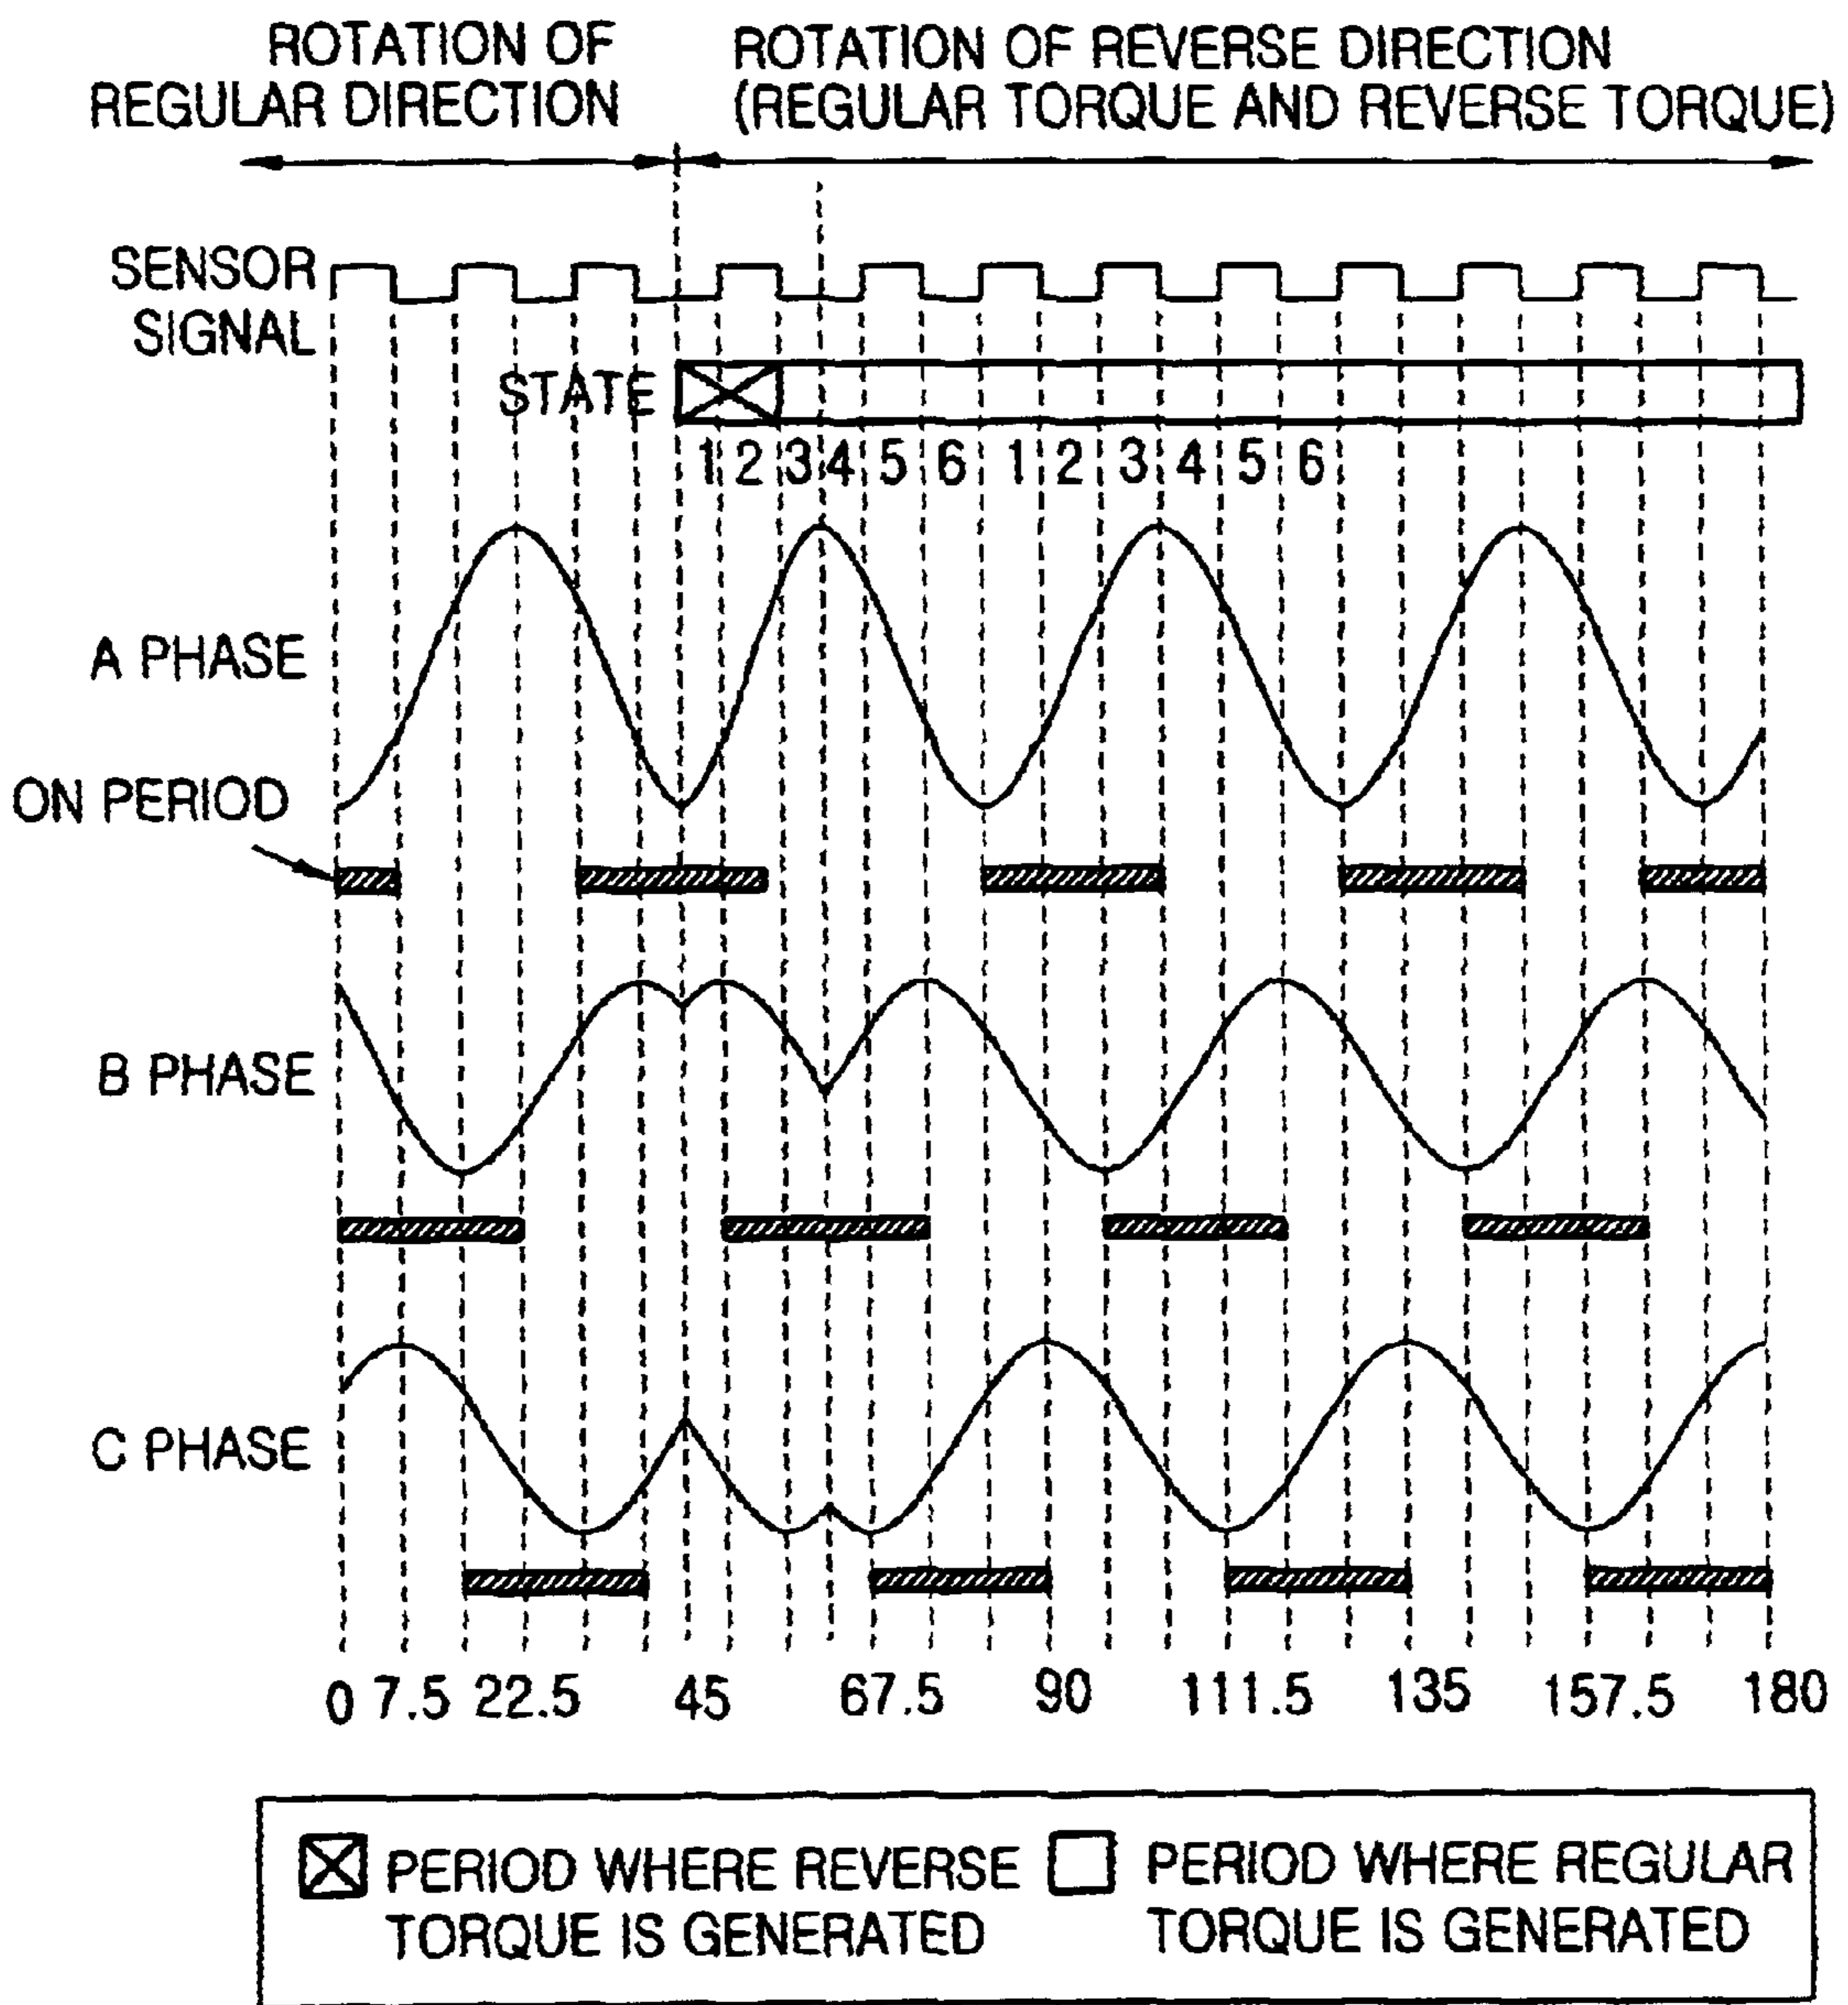 ROTATION OF
REGULAR DIRECTION
ROTATION OF REVERSE DIRECTION
(REGULAR TORQUE AND REVERSE TORQUE)
SENSOR
SIGNAL
STATE
1 2 3 4 5 6 1 2 3 4 5 6
A PHASE
ON PERIOD
B PHASE
C PHASE
0 7.5 22.5 45 67.5 90 111.5 135 157.5 180
PERIOD WHERE REVERSE
TORQUE IS GENERATED
PERIOD WHERE REGULAR
TORQUE IS GENERATED